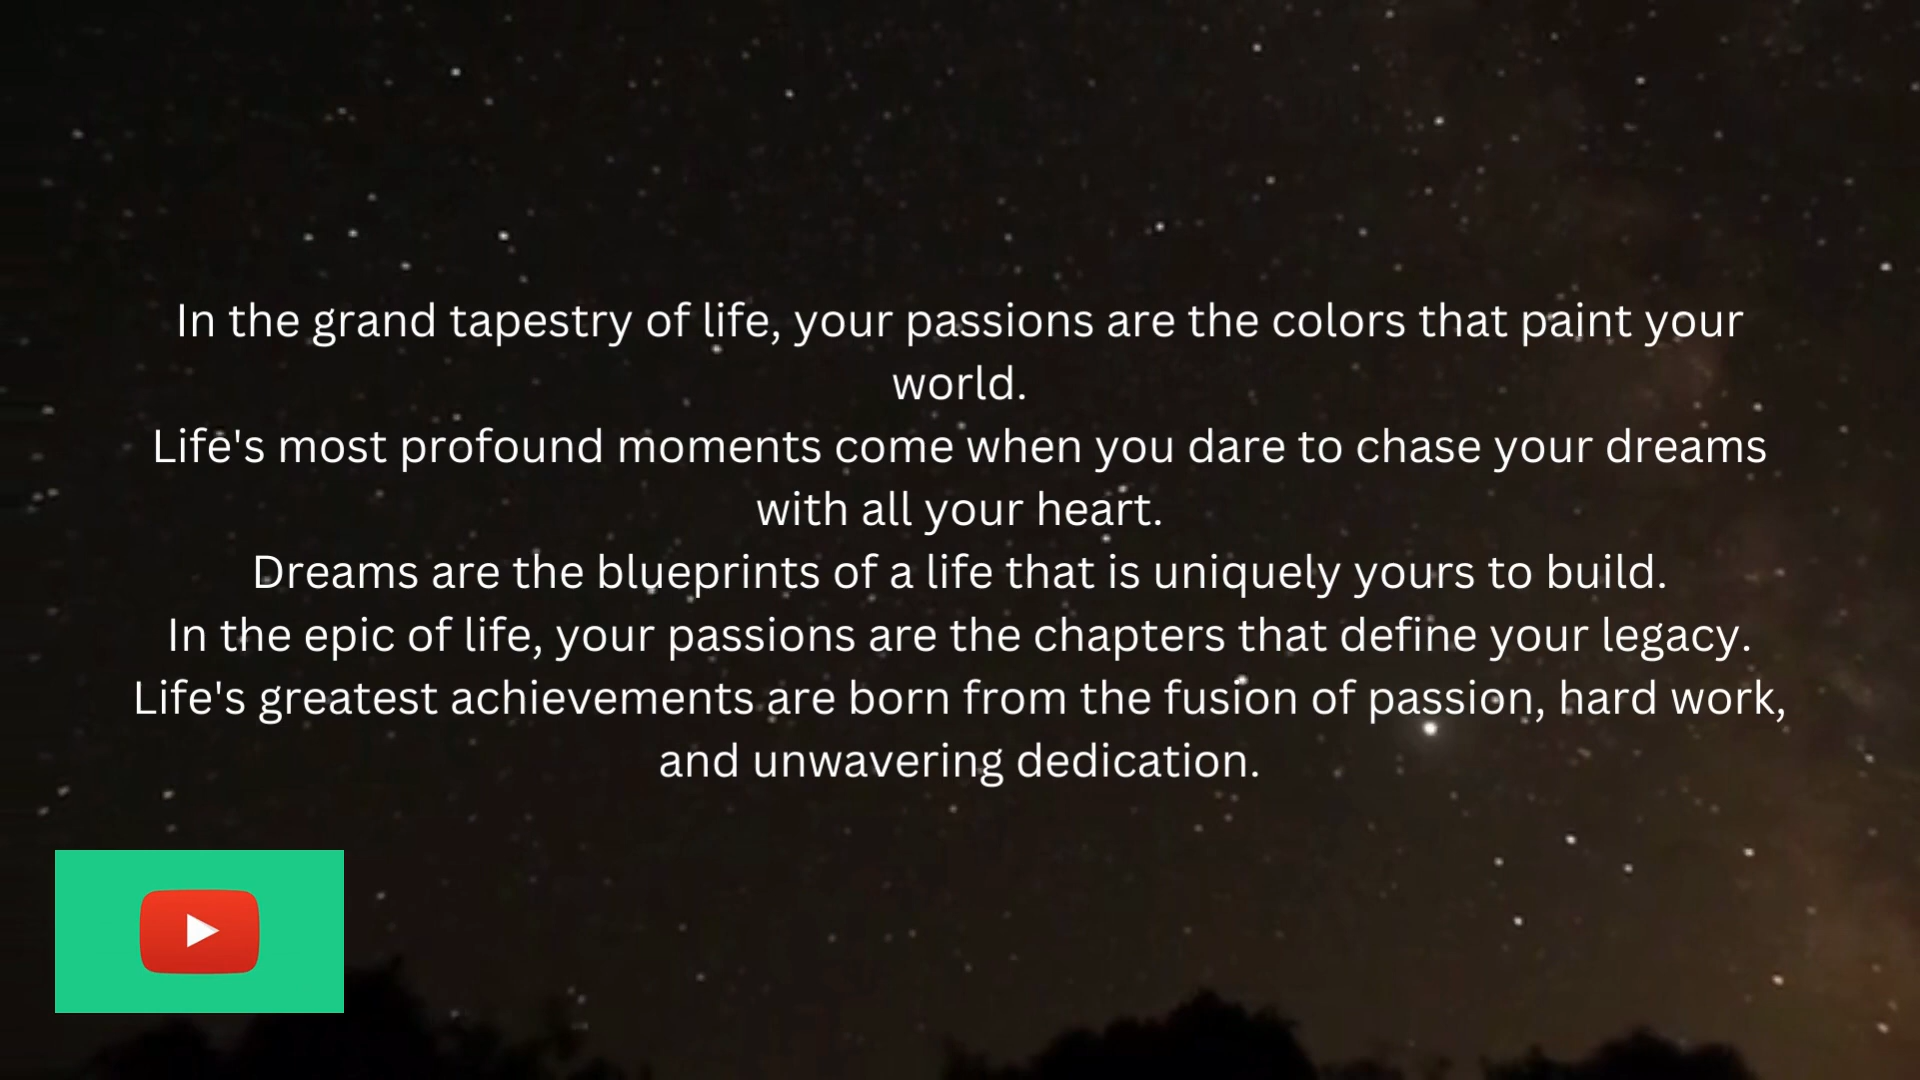 In the grand tapestry of life, your passions are the colors that paint your
world.
Life's most profound moments come when you dare to chase your dreams
with all your heart.
Dreams are the blueprints of a life that is uniquely yours to build.
In the epic of life, your passions are the chapters that define your legacy.
Life's greatest achievements are born from the fusion of passion, hard work,
and unwavering dedication.